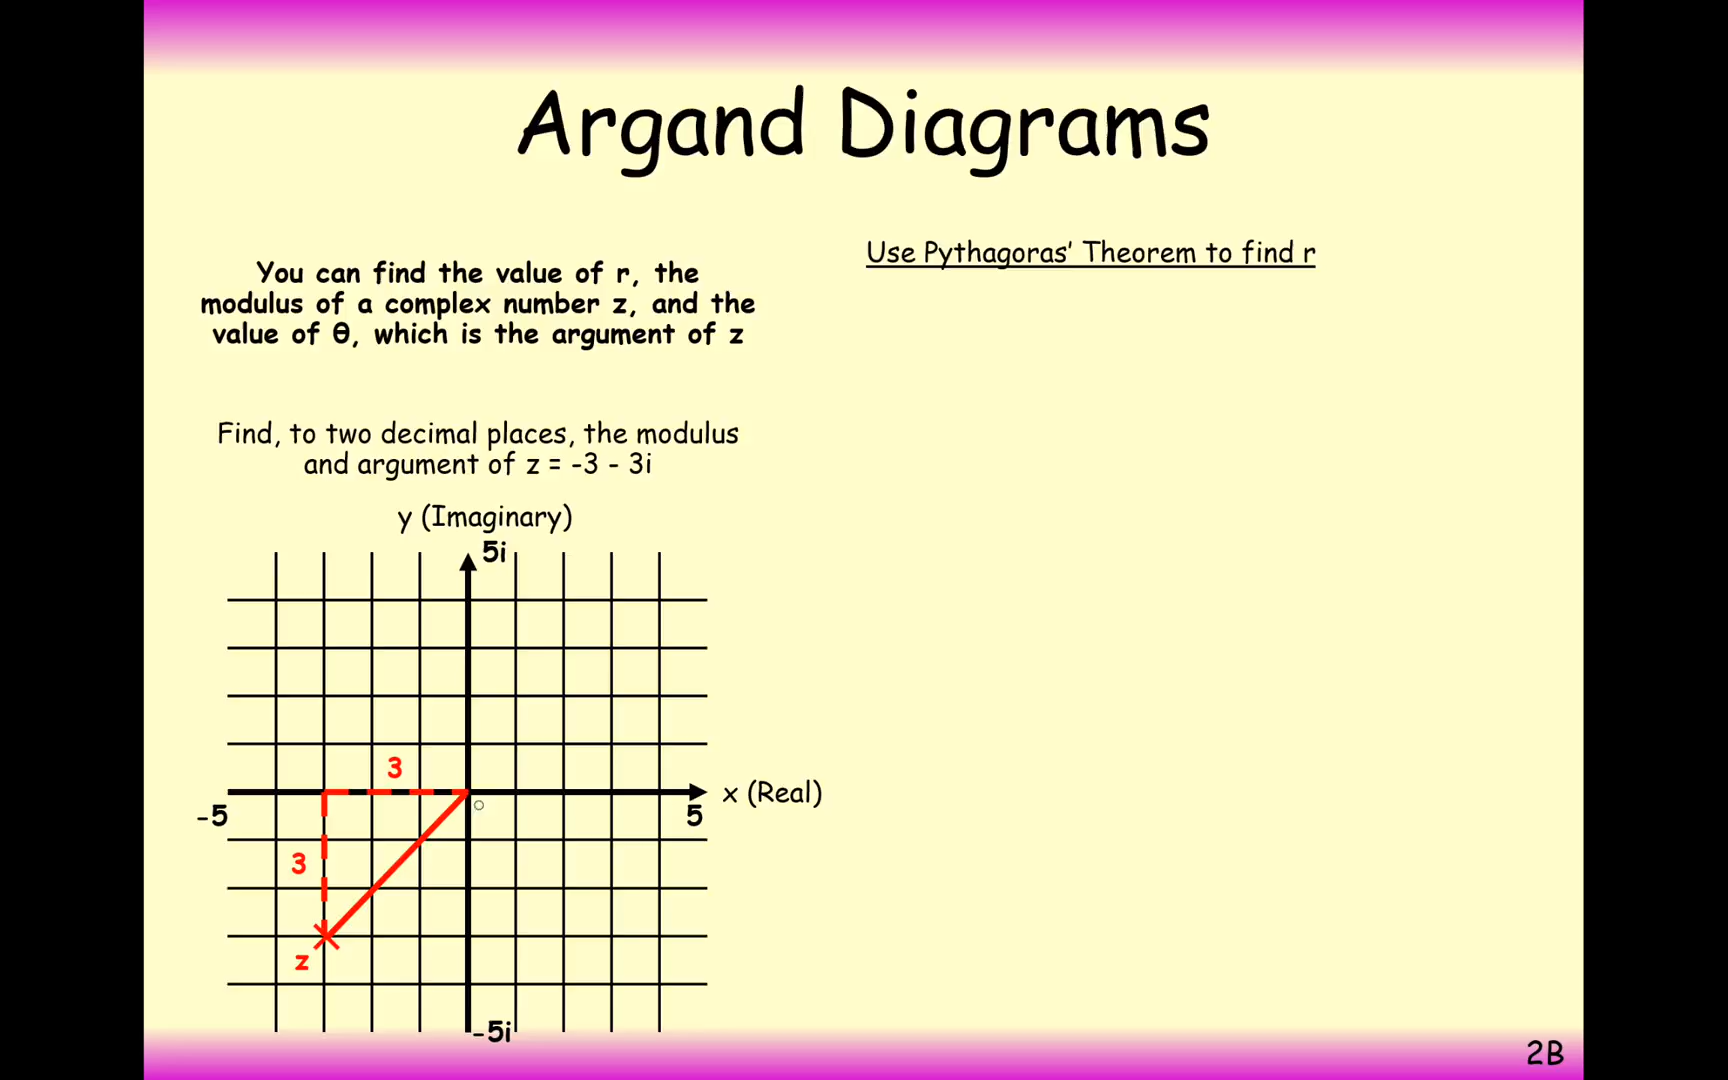 Argand Diagrams
You can find the value of r, the
modulus of a complex number z, and the
value of θ, which is the argument of z
Find, to two decimal places, the modulus
and argument of z = -3 - 3i
Use Pythagoras’ Theorem to find r
y (Imaginary)
5i
3
x (Real)
-5
5
3
z
-5i
2B